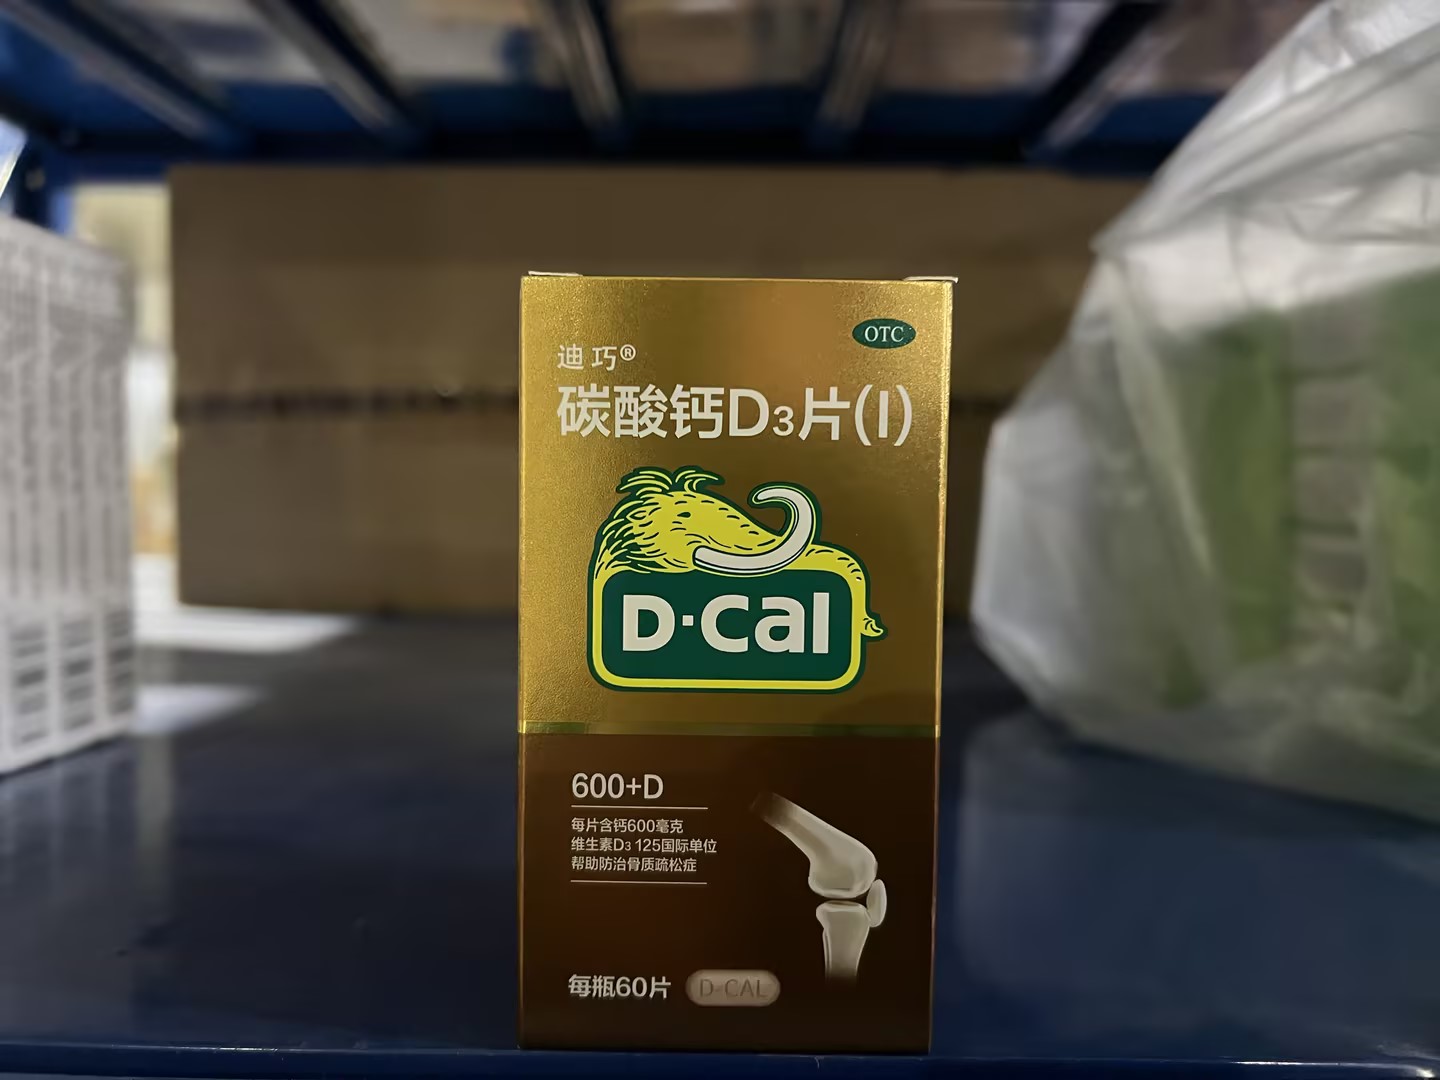 OTC
迪巧®
碳酸钙D3片(I)
D·Cal
600+D
每片含钙600毫克
维生素D3 125国际单位
帮助防治骨质疏松症
每瓶60片
D-CAL